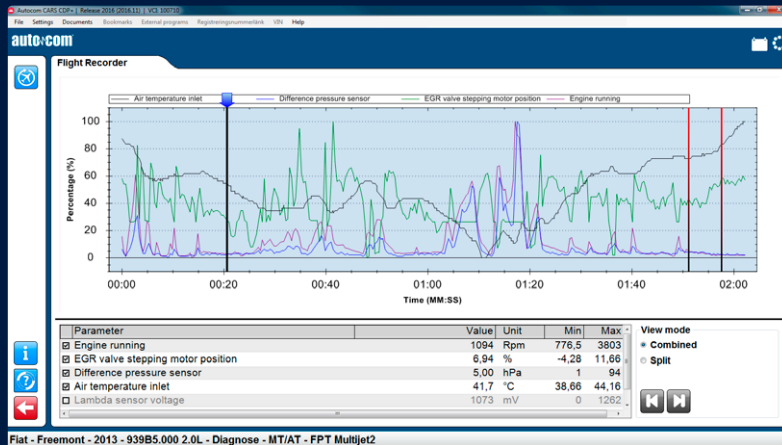 Autocom CARS CDP+ | Release 2016 (2016.11) | VCI: 100710
File Settings Documents Bookmarks External programs Registreringsnummerlänk VIN Help
auto•com
Flight Recorder
Air temperature inlet Difference pressure sensor EGR valve stepping motor position Engine running
Percentage (%)
100
80
60
40
20
0
00:00 00:20 00:40 01:00 01:20 01:40 02:00
Time (MM:SS)
Parameter Value Unit Min Max
Engine running 1094 Rpm 776,5 3803
EGR valve stepping motor position 6,94 % -4,28 11,66
Difference pressure sensor 5,00 hPa 1 94
Air temperature inlet 41,7 °C 38,66 44,16
Lambda sensor voltage 1073 mV 0 1262
View mode
Combined
Split
Fiat - Freemont - 2013 - 939B5.000 2.0L - Diagnose - MT/AT - FPT Multijet2